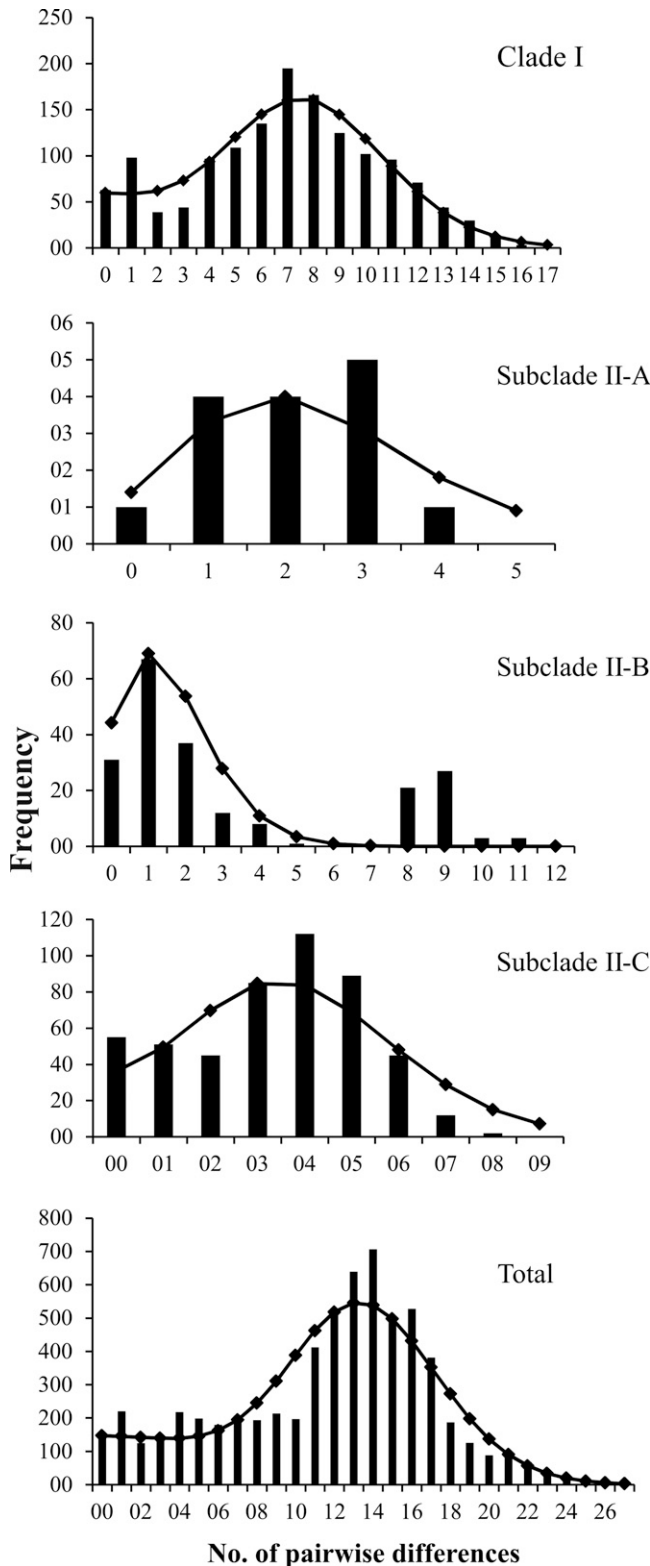 Clade I
250
200
150
100
50
00
0 1 2 3 4 5 6 7 8 9 10 11 12 13 14 15 16 17
Subclade II-A
06
05
04
03
02
01
00
0 1 2 3 4 5
Subclade II-B
80
60
40
20
00
0 1 2 3 4 5 6 7 8 9 10 11 12
Frequency
Subclade II-C
120
100
80
60
40
20
00
00 01 02 03 04 05 06 07 08 09
Total
800
700
600
500
400
300
200
100
00
00 02 04 06 08 10 12 14 16 18 20 22 24 26
No. of pairwise differences